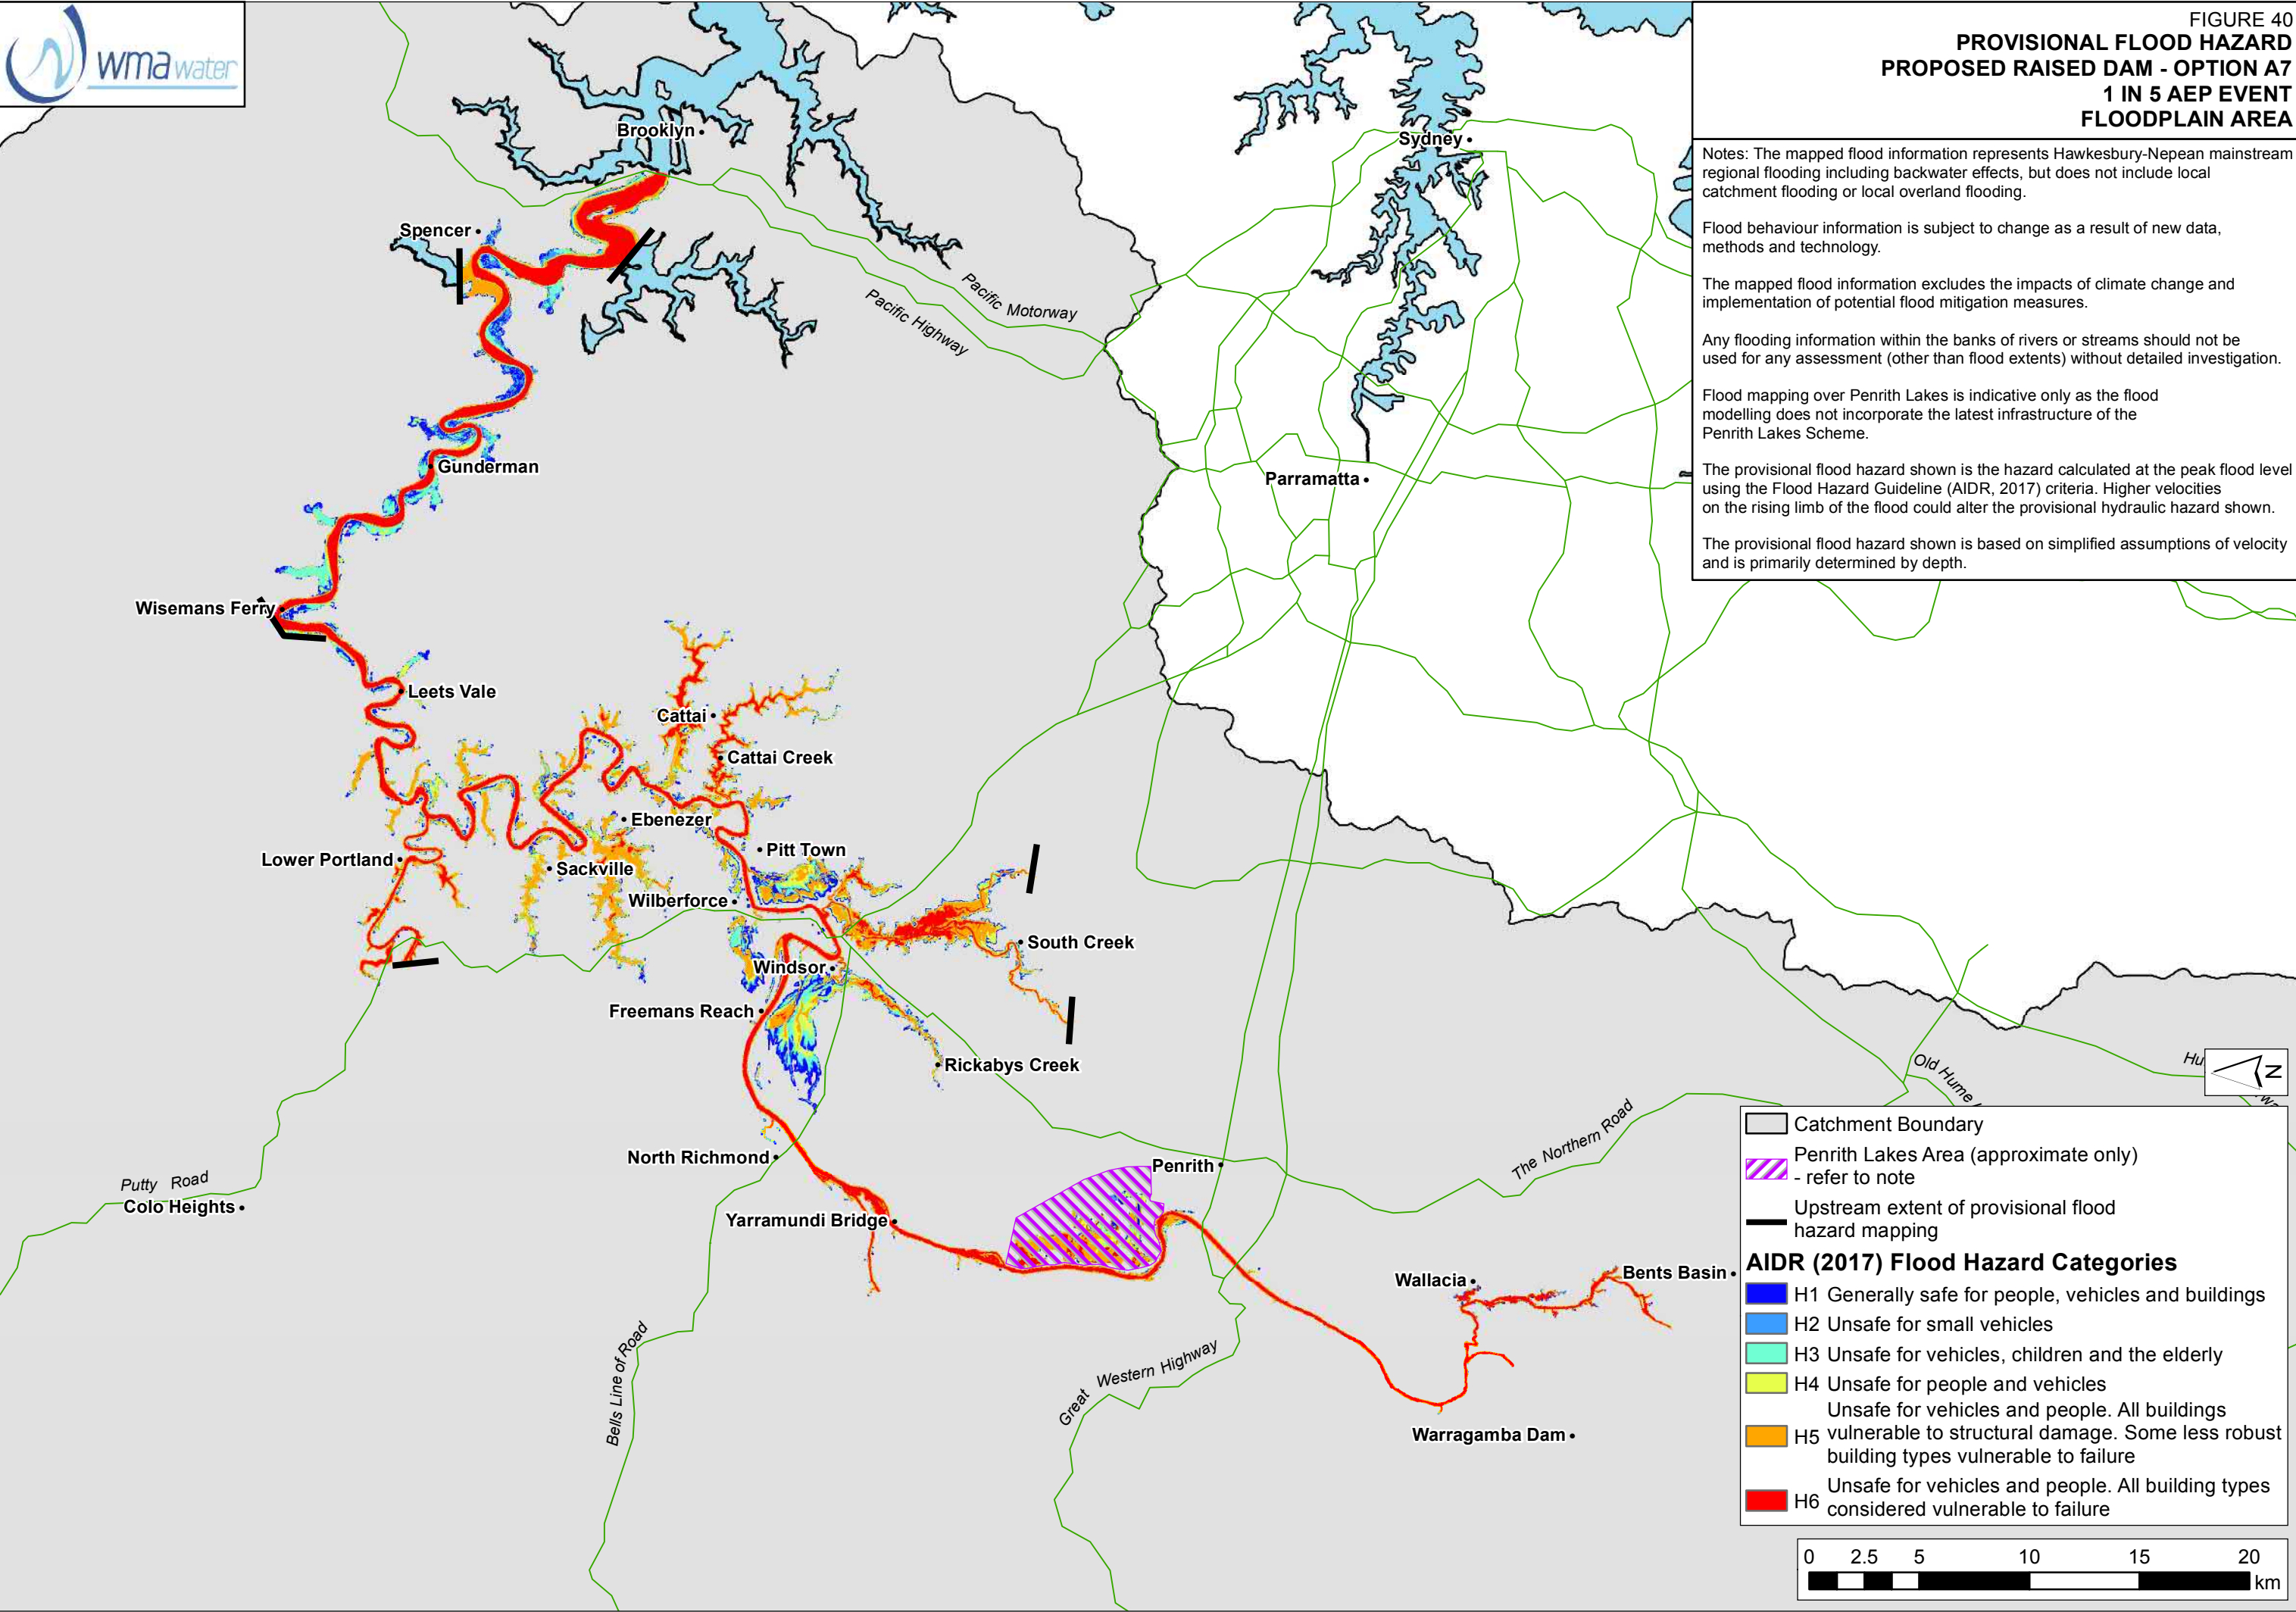 wma water
FIGURE 40
PROVISIONAL FLOOD HAZARD
PROPOSED RAISED DAM - OPTION A7
1 IN 5 AEP EVENT
FLOODPLAIN AREA
Notes: The mapped flood information represents Hawkesbury-Nepean mainstream
regional flooding including backwater effects, but does not include local
catchment flooding or local overland flooding.
Flood behaviour information is subject to change as a result of new data,
methods and technology.
The mapped flood information excludes the impacts of climate change and
implementation of potential flood mitigation measures.
Any flooding information within the banks of rivers or streams should not be
used for any assessment (other than flood extents) without detailed investigation.
Flood mapping over Penrith Lakes is indicative only as the flood
modelling does not incorporate the latest infrastructure of the
Penrith Lakes Scheme.
The provisional flood hazard shown is the hazard calculated at the peak flood level
using the Flood Hazard Guideline (AIDR, 2017) criteria. Higher velocities
on the rising limb of the flood could alter the provisional hydraulic hazard shown.
The provisional flood hazard shown is based on simplified assumptions of velocity
and is primarily determined by depth.
Brooklyn
Sydney
Spencer
Pacific Motorway
Pacific Highway
Gunderman
Parramatta
Wisemans Ferry
Leets Vale
Cattai
Cattai Creek
Ebenezer
Pitt Town
Lower Portland
Sackville
Wilberforce
South Creek
Windsor
Freemans Reach
Rickabys Creek
Old Hume
Hu
N
North Richmond
Penrith
The Northern Road
Putty Road
Colo Heights
Yarramundi Bridge
Wallacia
Bents Basin
Bells Line of Road
Great Western Highway
Warragamba Dam
Catchment Boundary
Penrith Lakes Area (approximate only)
- refer to note
Upstream extent of provisional flood
hazard mapping
AIDR (2017) Flood Hazard Categories
H1 Generally safe for people, vehicles and buildings
H2 Unsafe for small vehicles
H3 Unsafe for vehicles, children and the elderly
H4 Unsafe for people and vehicles
Unsafe for vehicles and people. All buildings
H5 vulnerable to structural damage. Some less robust
building types vulnerable to failure
Unsafe for vehicles and people. All building types
H6 considered vulnerable to failure
0 2.5 5 10 15 20
km